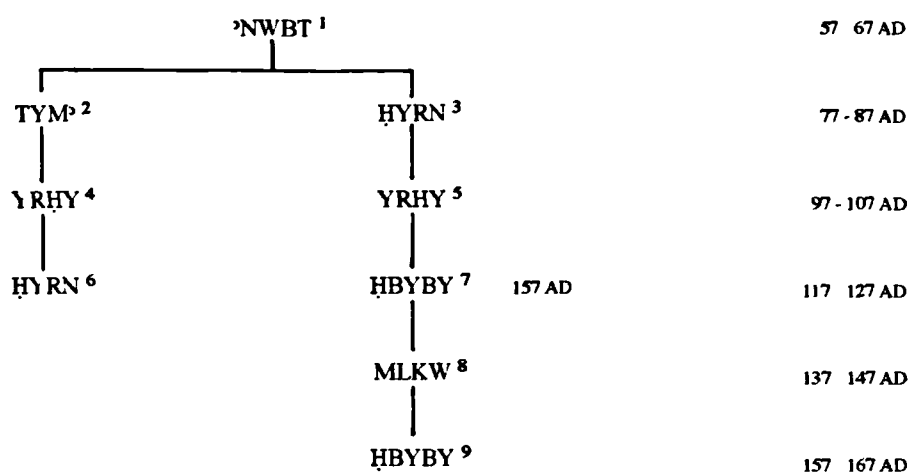 ʾNWBT 1 57 67 AD
TYMʾ 2 ḤYRN 3 77 - 87 AD
YRḤY 4 YRHY 5 97 - 107 AD
ḤYRN 6 ḤBYBY 7 157 AD 117 127 AD
MLKW 8 137 147 AD
ḤBYBY 9 157 167 AD